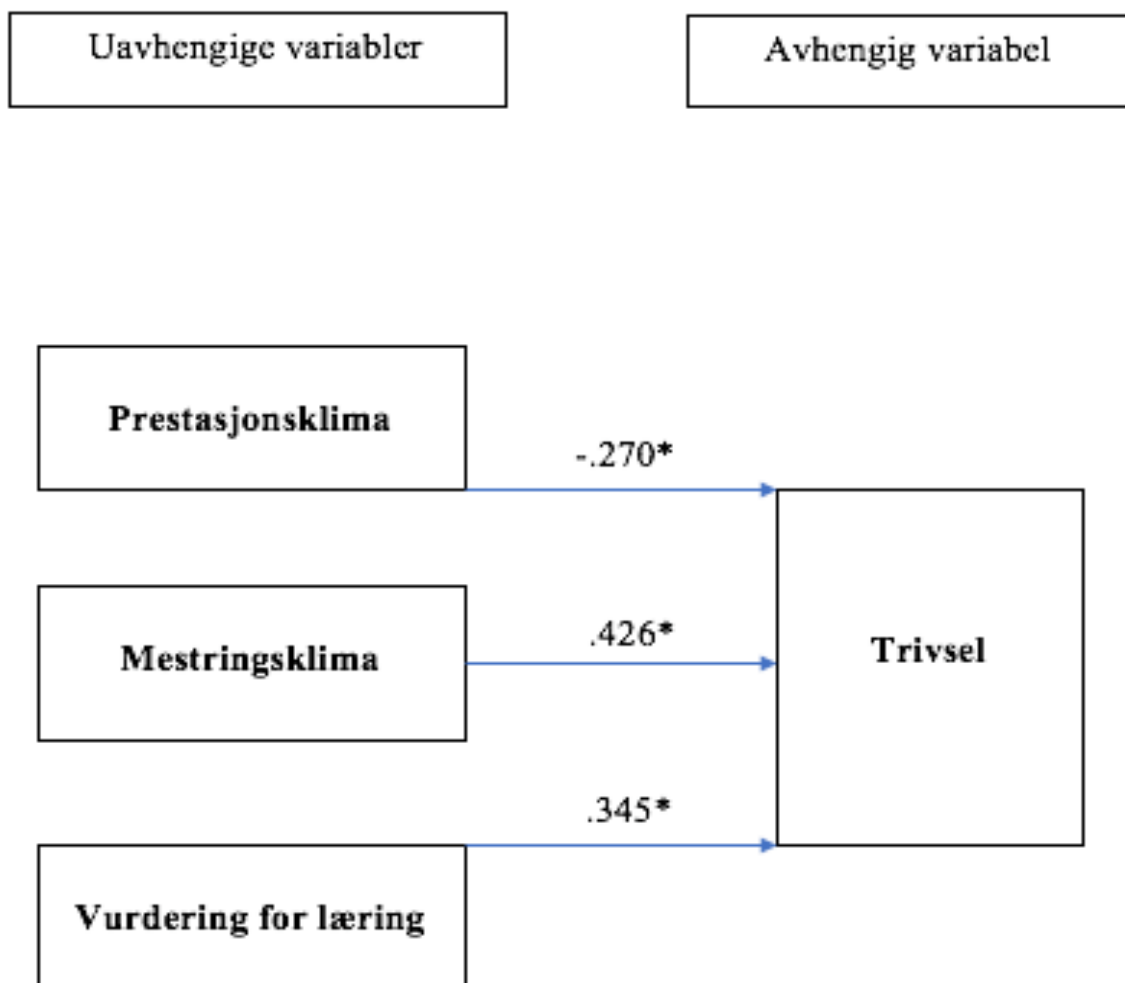 Uavhengige variabler
Avhengig variabel
Prestasjonsklima
-.270*
Mestringsklima
.426*
Trivsel
.345*
Vurdering for læring